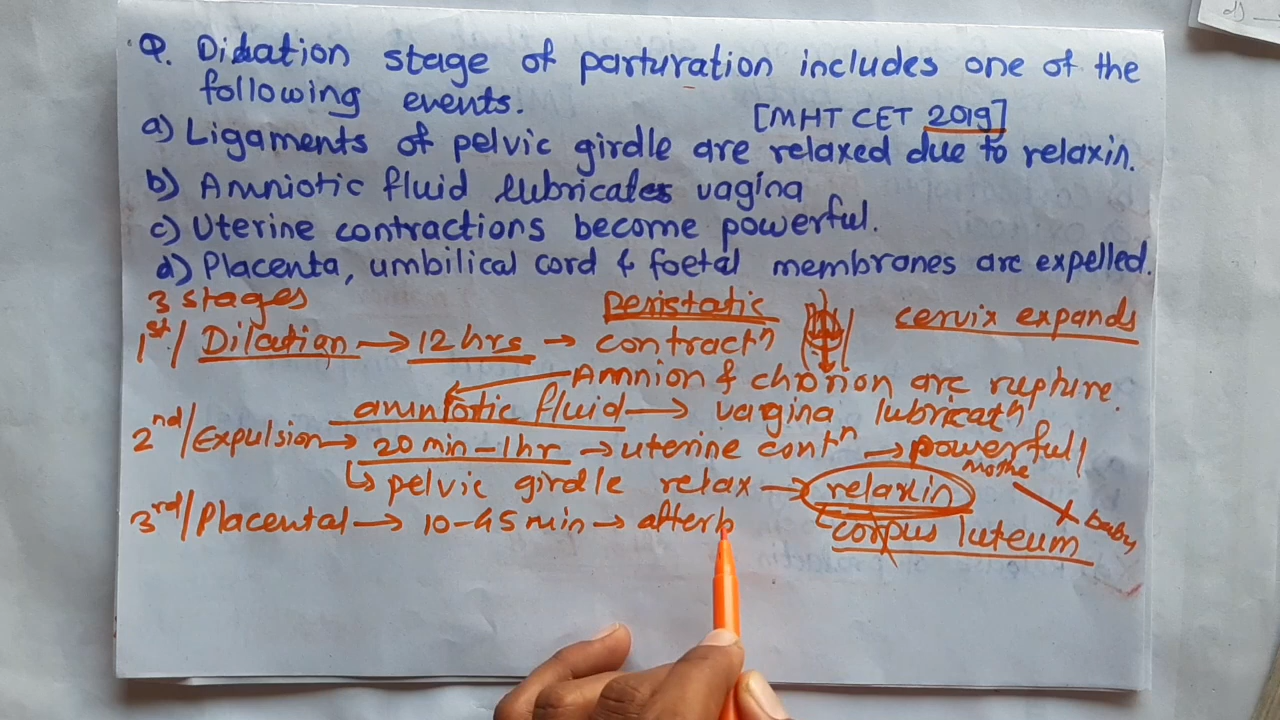 Q. Dilation stage of parturation includes one of the
following events.
[MHT CET 2019]
a) Ligaments of pelvic girdle are relaxed due to relaxin.
b) Amniotic fluid lubricates vagina
c) Uterine contractions become powerful.
d) Placenta, umbilical cord & foetal membranes are expelled.
3 stages
peristatic
cervix expands
1st/ Dilation → 12 hrs → contractn
Amnion & chorion are rupture.
amniotic fluid → vagina lubricatn
2nd/Expulsion → 20 min - 1hr → uterine contn → powerful/
pelvic girdle relax → relaxin
mothe
baby
corpus luteum
3rd/Placental → 10-45 min → afterb